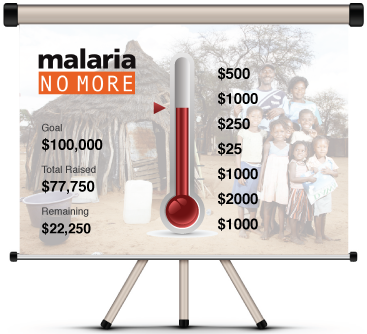 malaria
NO MORE
Goal
$100,000
Total Raised
$77,750
Remaining
$22,250
$500
$1000
$250
$25
$1000
$2000
$1000